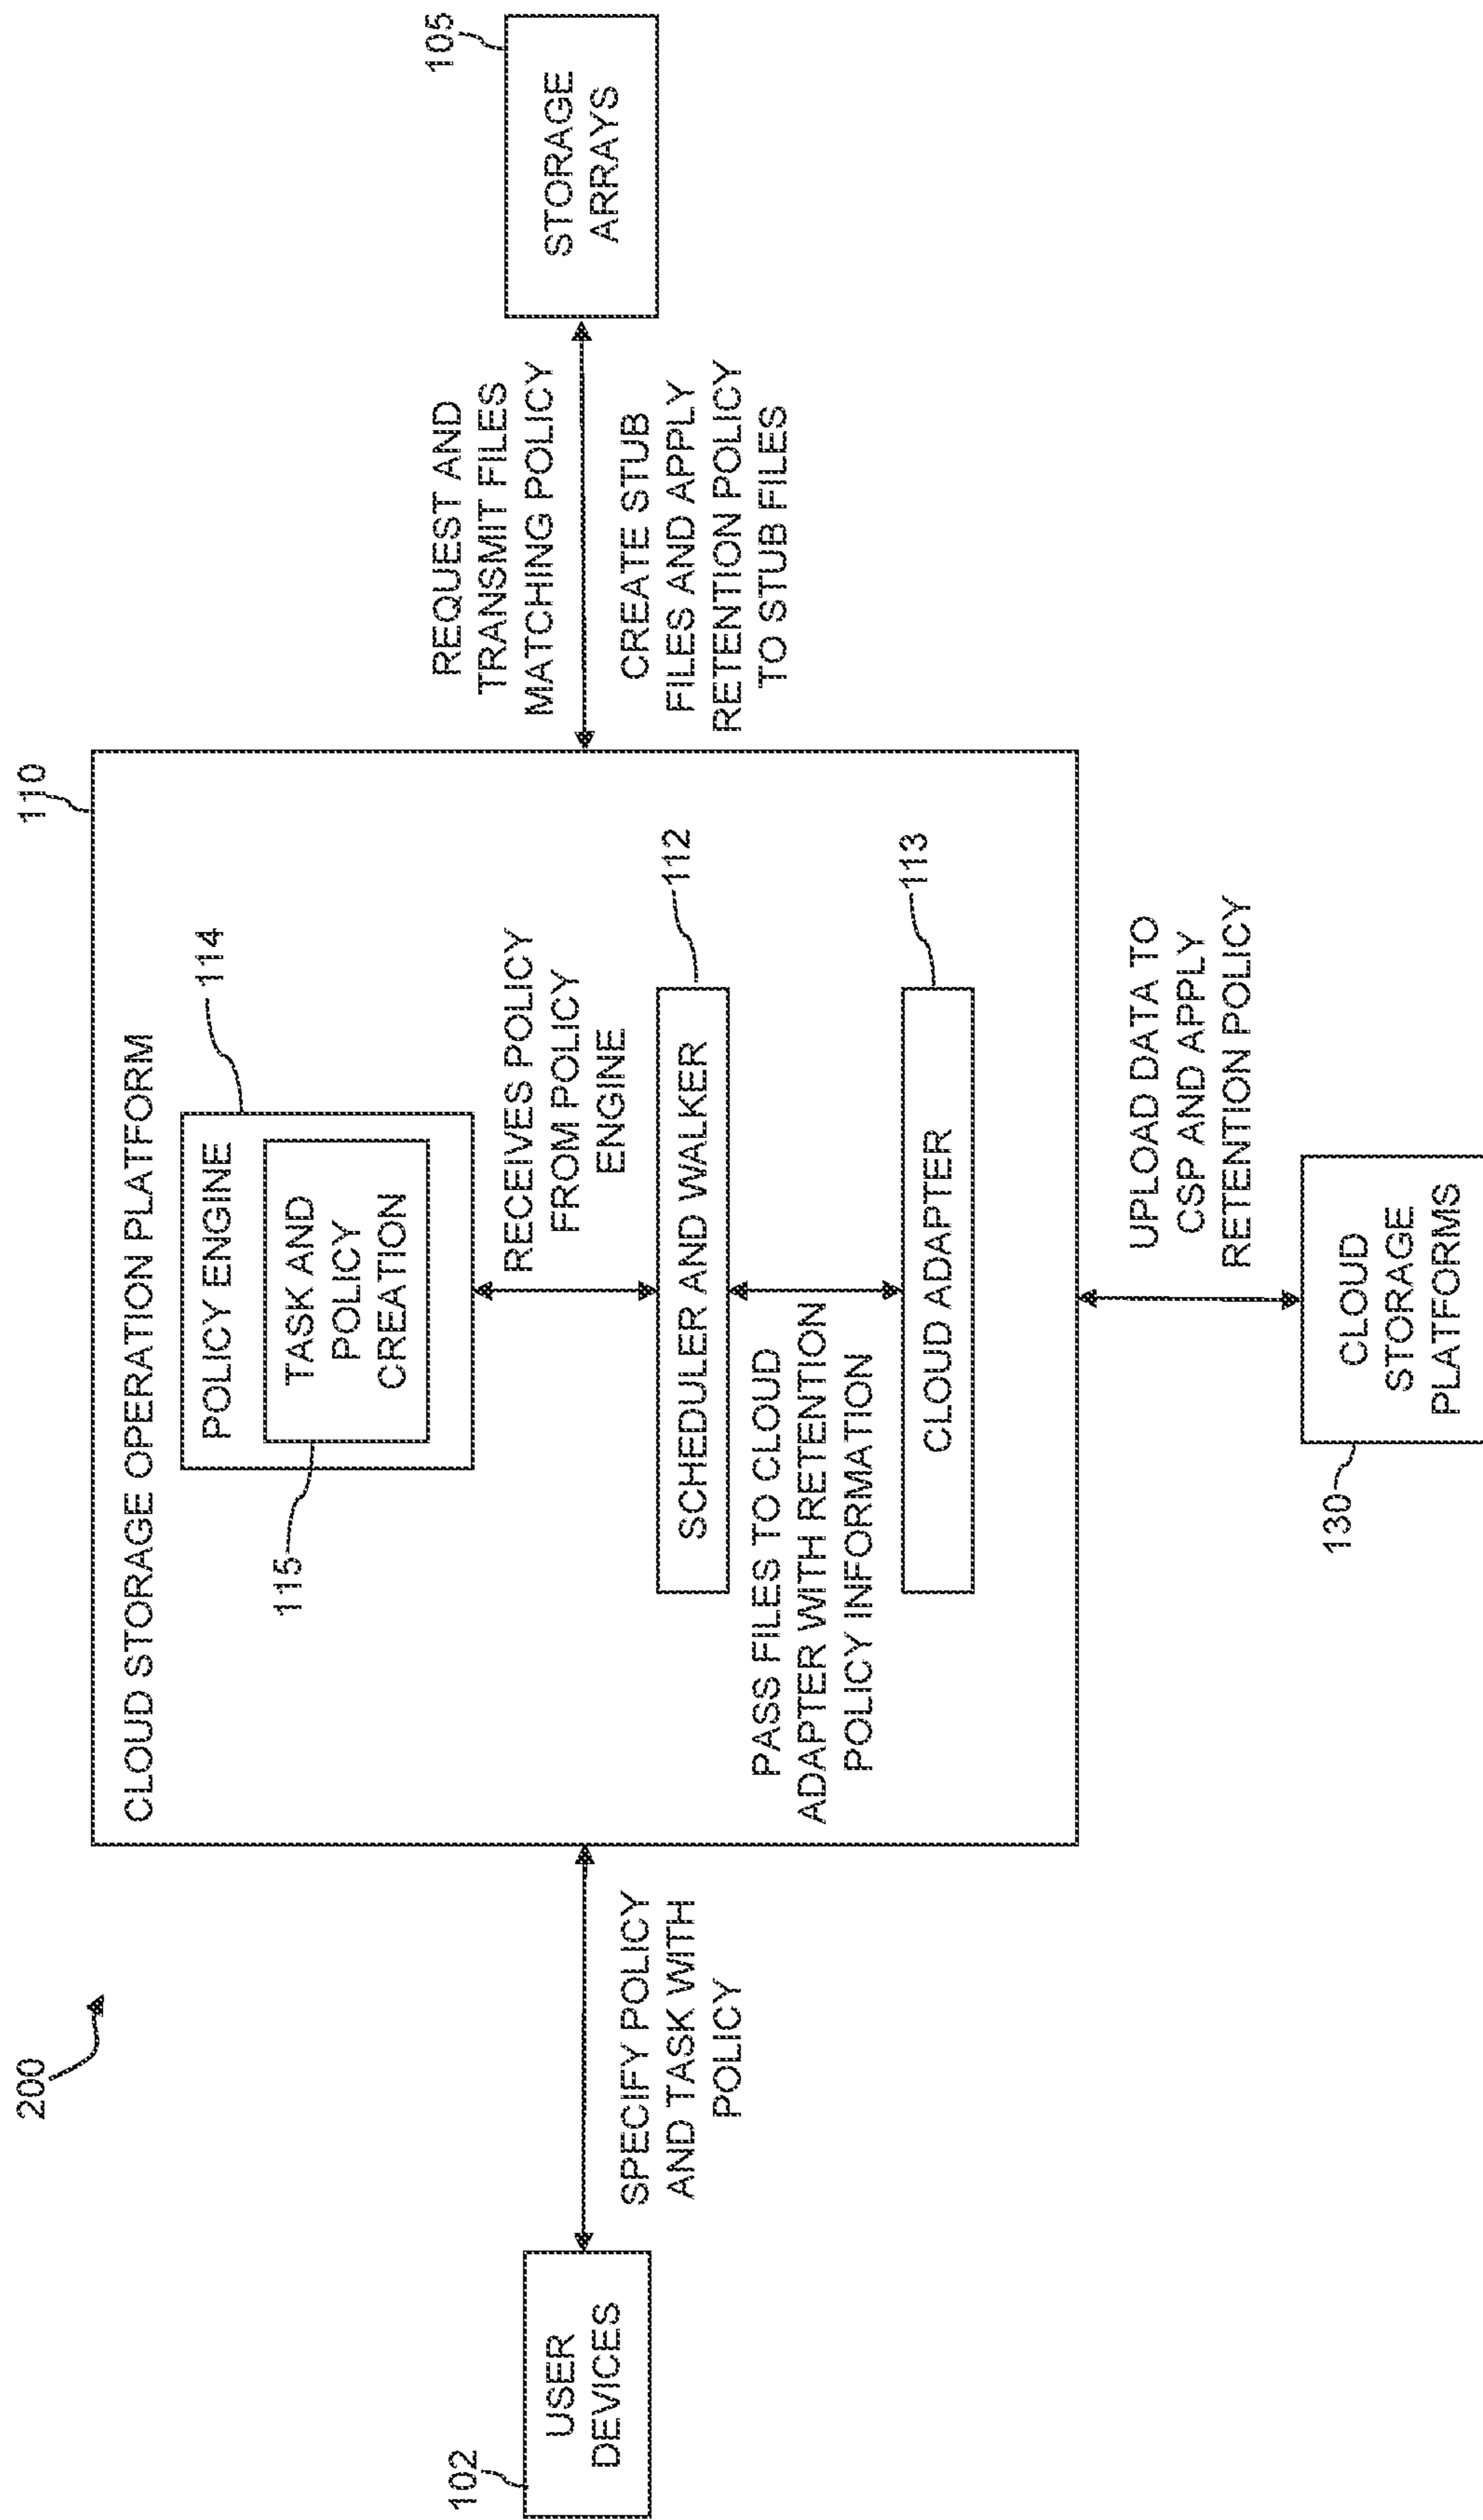 200
110
CLOUD STORAGE OPERATION PLATFORM
POLICY ENGINE
114
TASK AND
POLICY
CREATION
115
RECEIVES POLICY
FROM POLICY
ENGINE
SCHEDULER AND WALKER
112
PASS FILES TO CLOUD
ADAPTER WITH RETENTION
POLICY INFORMATION
CLOUD ADAPTER
113
102
USER
DEVICES
SPECIFY POLICY
AND TASK WITH
POLICY
REQUEST AND
TRANSMIT FILES
MATCHING POLICY
CREATE STUB
FILES AND APPLY
RETENTION POLICY
TO STUB FILES
105
STORAGE
ARRAYS
UPLOAD DATA TO
CSP AND APPLY
RETENTION POLICY
130
CLOUD
STORAGE
PLATFORMS